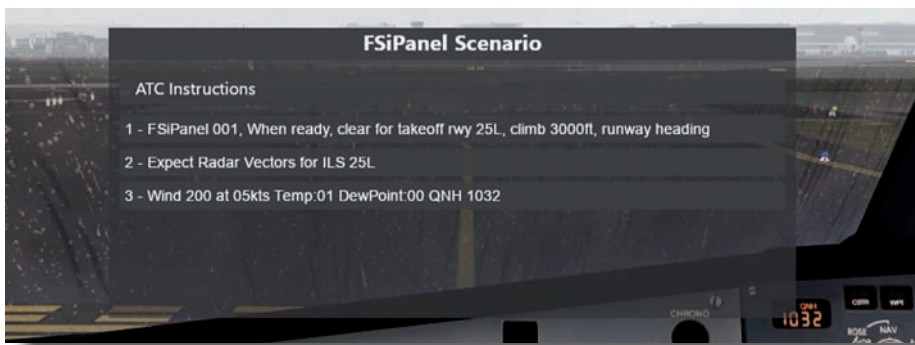 FSiPanel Scenario
ATC Instructions
1 - FSiPanel 001, When ready, clear for takeoff rwy 25L, climb 3000ft, runway heading
2 - Expect Radar Vectors for ILS 25L
3 - Wind 200 at 05kts Temp:01 DewPoint:00 QNH 1032
CHRONO
QNH
1032
CSTR
WPT
ROSE
NAV